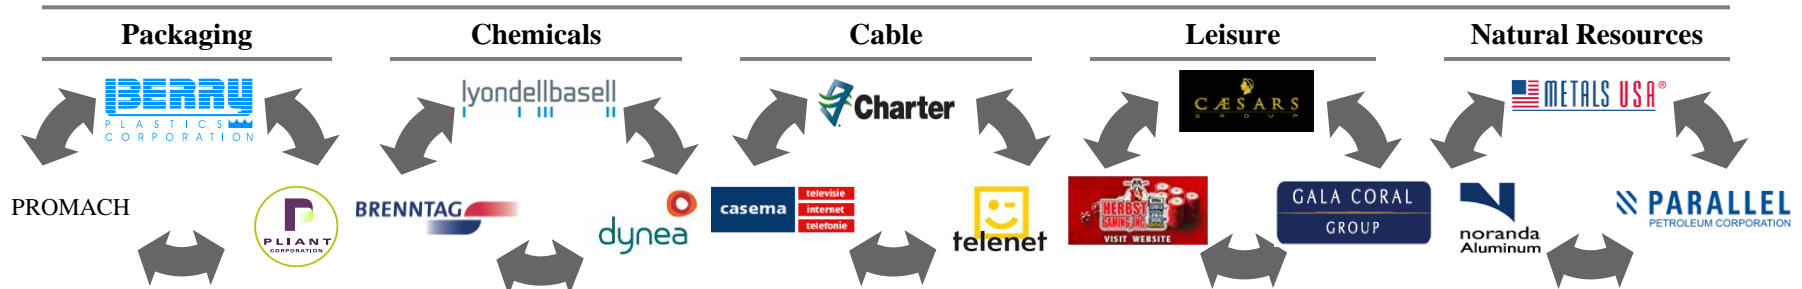 Packaging
Chemicals
Cable
Leisure
Natural Resources
BERRY
PLASTICS
CORPORATION
lyondellbasell
Charter
CÆSARS
GROUP
METALS USA®
PROMACH
PLIANT
CORPORATION
BRENNTAG
dynea
casema
televisie
internet
telefonie
telenet
HERBST
GAMING, INC.
VISIT WEBSITE
GALA CORAL
GROUP
noranda
Aluminum
PARALLEL
PETROLEUM CORPORATION